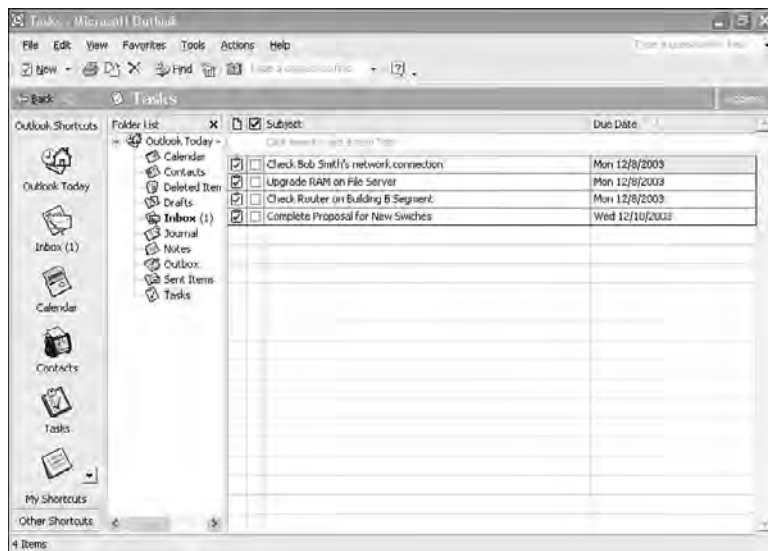 Tasks - Microsoft Outlook
File Edit View Favorites Tools Actions Help
New Find
Back Tasks
Outlook Shortcuts
Outlook Today
Inbox (1)
Calendar
Contacts
Tasks
My Shortcuts
Other Shortcuts
Folder List X
Outlook Today -
Calendar
Contacts
Deleted Item
Drafts
Inbox (1)
Journal
Notes
Outbox
Sent Items
Tasks
Subject Due Date
Check Bob Smith's network connection Mon 12/8/2003
Upgrade RAM on File Server Mon 12/8/2003
Check Router on Building B Segment Mon 12/8/2003
Complete Proposal for New Swiches Wed 12/10/2003
4 Items